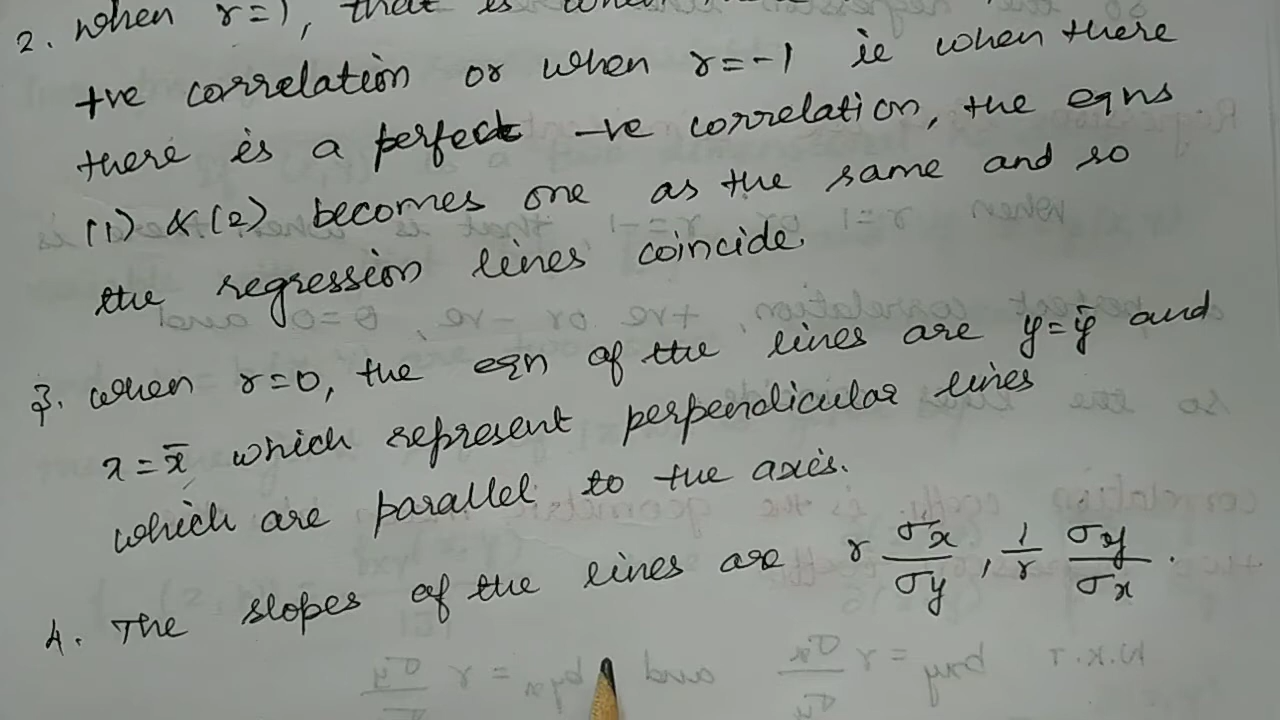 2. when r=1, that is when
+ve correlation or when r=-1 ie when there
there is a perfect -ve correlation, the eqns
(1) & (2) becomes one as the same and so
the regression lines coincide.
3. when r=0, the eqn of the lines are y=ȳ and
x=x̄ which represent perpendicular lines
which are parallel to the axis.
4. The slopes of the lines are r σx/σy, 1/r σy/σx.